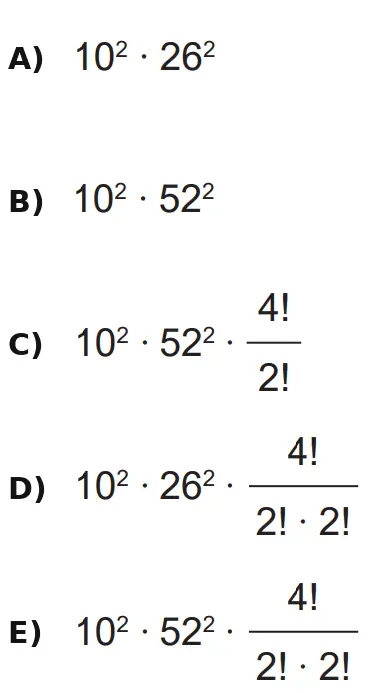 A) 10² · 26²
B) 10² · 52²
C) 10² · 52² · 4!/2!
D) 10² · 26² · 4!/(2! · 2!)
E) 10² · 52² · 4!/(2! · 2!)